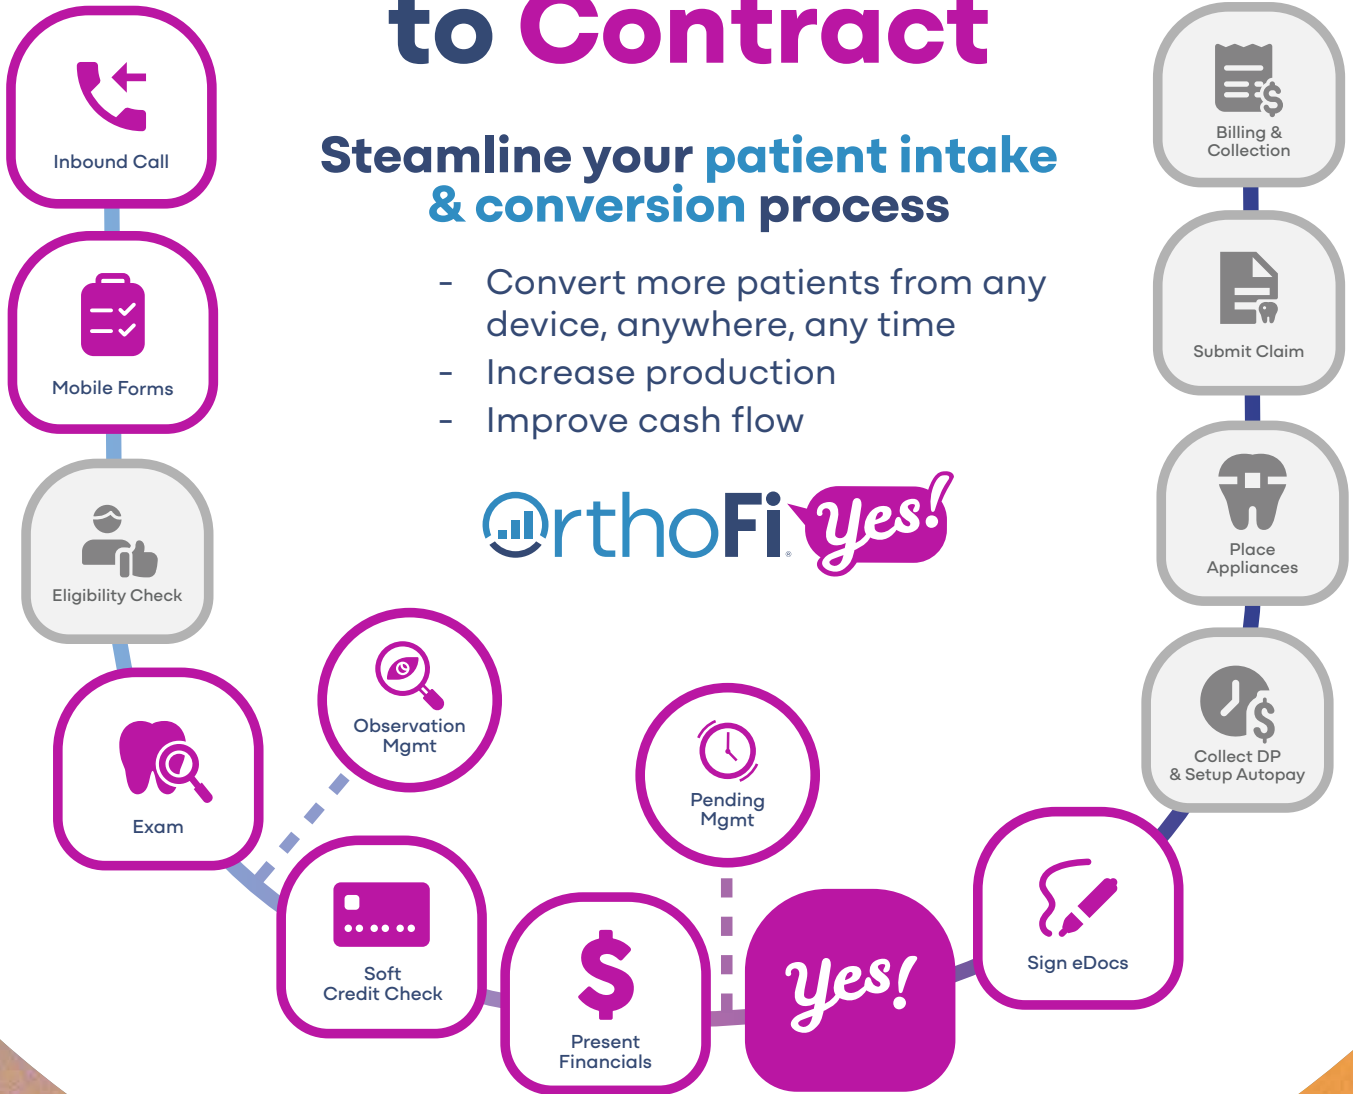 to Contract
Steamline your patient intake
& conversion process
- Convert more patients from any
device, anywhere, any time
- Increase production
- Improve cash flow
OrthoFi® Yes!
Inbound Call
Mobile Forms
Eligibility Check
Exam
Observation
Mgmt
Soft
Credit Check
Present
Financials
Pending
Mgmt
Yes!
Sign eDocs
Collect DP
& Setup Autopay
Place
Appliances
Submit Claim
Billing &
Collection